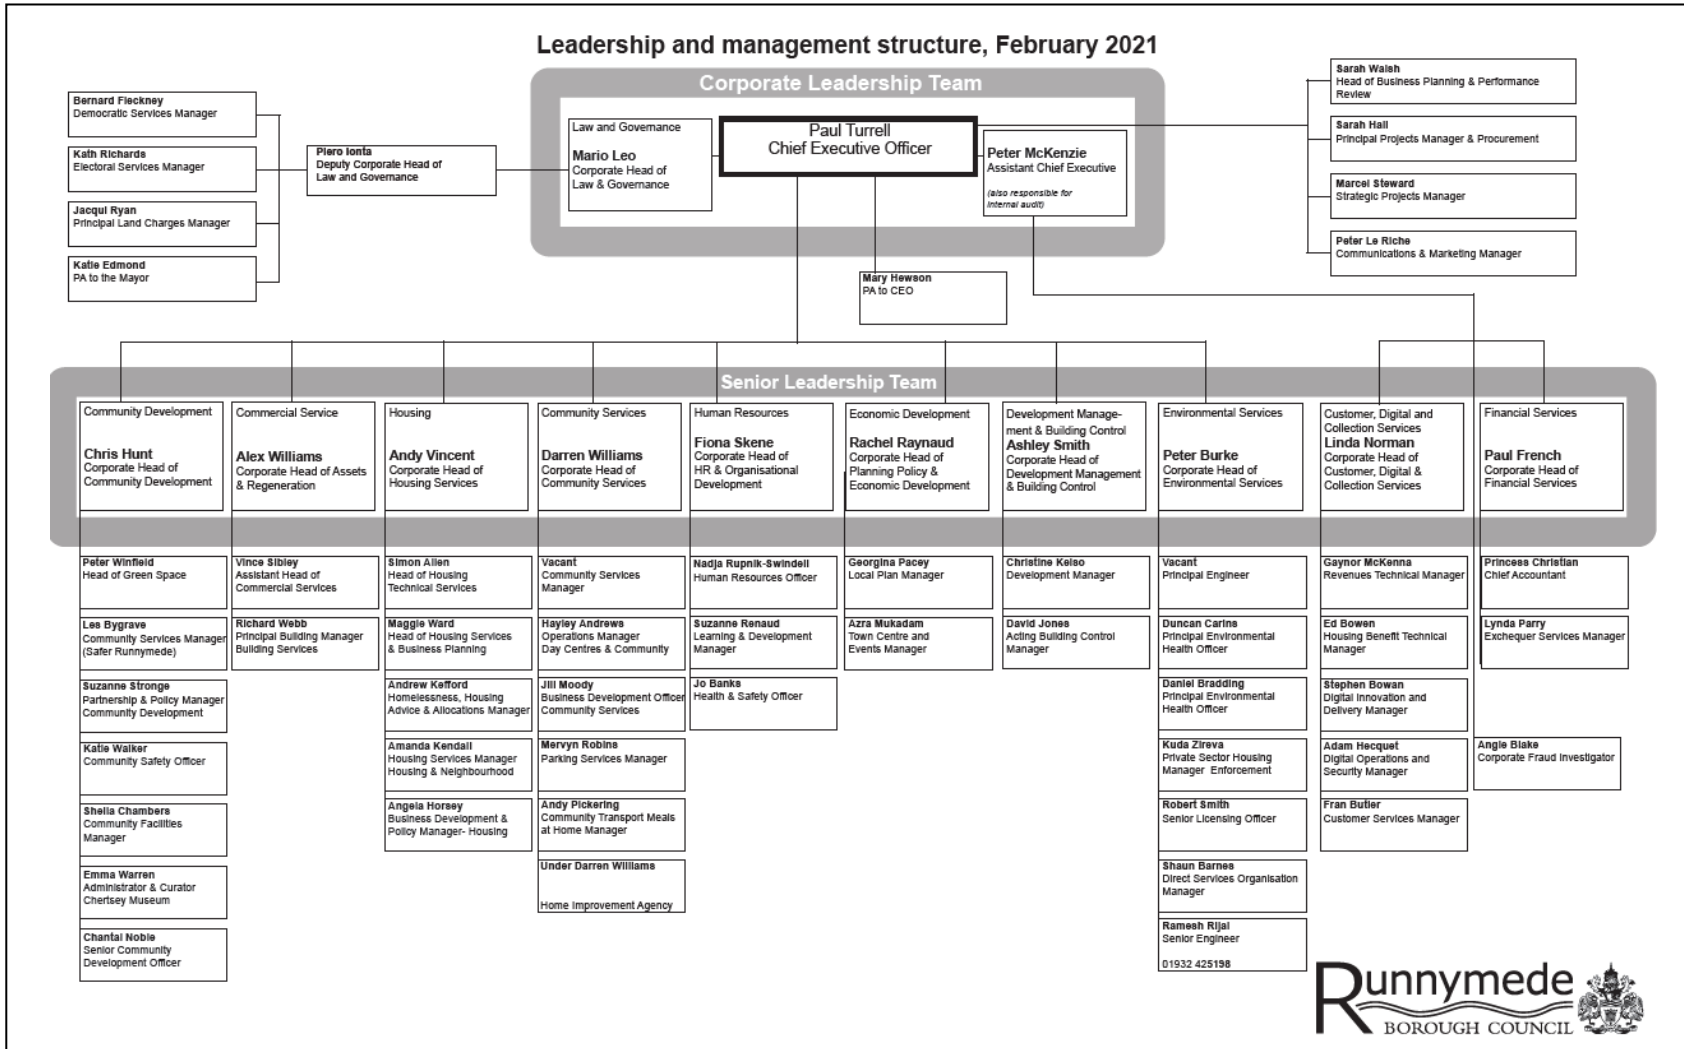 Leadership and management structure, February 2021
Corporate Leadership Team
Bernard Fleckney
Democratic Services Manager
Kath Richards
Electoral Services Manager
Jacqui Ryan
Principal Land Charges Manager
Katie Edmond
PA to the Mayor
Piero Ionta
Deputy Corporate Head of
Law and Governance
Law and Governance
Mario Leo
Corporate Head of
Law & Governance
Paul Turrell
Chief Executive Officer
Peter McKenzie
Assistant Chief Executive
(also responsible for
internal audit)
Sarah Walsh
Head of Business Planning & Performance
Review
Sarah Hall
Principal Projects Manager & Procurement
Marcel Steward
Strategic Projects Manager
Peter Le Riche
Communications & Marketing Manager
Mary Hewson
PA to CEO
Senior Leadership Team
Community Development
Chris Hunt
Corporate Head of
Community Development
Commercial Service
Alex Williams
Corporate Head of Assets
& Regeneration
Housing
Andy Vincent
Corporate Head of
Housing Services
Community Services
Darren Williams
Corporate Head of
Community Services
Human Resources
Fiona Skene
Corporate Head of
HR & Organisational
Development
Economic Development
Rachel Raynaud
Corporate Head of
Planning Policy &
Economic Development
Development Manage-
ment & Building Control
Ashley Smith
Corporate Head of
Development Management
& Building Control
Environmental Services
Peter Burke
Corporate Head of
Environmental Services
Customer, Digital and
Collection Services
Linda Norman
Corporate Head of
Customer, Digital &
Collection Services
Financial Services
Paul French
Corporate Head of
Financial Services
Peter Winfield
Head of Green Space
Les Bygrave
Community Services Manager
(Safer Runnymede)
Suzanne Stronge
Partnership & Policy Manager
Community Development
Katie Walker
Community Safety Officer
Sheila Chambers
Community Facilities
Manager
Emma Warren
Administrator & Curator
Chertsey Museum
Chantal Noble
Senior Community
Development Officer
Vince Sibley
Assistant Head of
Commercial Services
Richard Webb
Principal Building Manager
Building Services
Simon Allen
Head of Housing
Technical Services
Maggie Ward
Head of Housing Services
& Business Planning
Andrew Kefford
Homelessness, Housing
Advice & Allocations Manager
Amanda Kendall
Housing Services Manager
Housing & Neighbourhood
Angela Horsey
Business Development &
Policy Manager- Housing
Vacant
Community Services
Manager
Hayley Andrews
Operations Manager
Day Centres & Community
Jill Moody
Business Development Officer
Community Services
Mervyn Robins
Parking Services Manager
Andy Pickering
Community Transport Meals
at Home Manager
Under Darren Williams
Home Improvement Agency
Nadja Rupnik-Swindell
Human Resources Officer
Suzanne Renaud
Learning & Development
Manager
Jo Banks
Health & Safety Officer
Georgina Pacey
Local Plan Manager
Azra Mukadam
Town Centre and
Events Manager
Christine Kelso
Development Manager
David Jones
Acting Building Control
Manager
Vacant
Principal Engineer
Duncan Carins
Principal Environmental
Health Officer
Daniel Bradding
Principal Environmental
Health Officer
Kuda Zireva
Private Sector Housing
Manager Enforcement
Robert Smith
Senior Licensing Officer
Shaun Barnes
Direct Services Organisation
Manager
Ramesh Rijal
Senior Engineer
01932 425198
Gaynor McKenna
Revenues Technical Manager
Ed Bowen
Housing Benefit Technical
Manager
Stephen Bowan
Digital Innovation and
Delivery Manager
Adam Hecquet
Digital Operations and
Security Manager
Fran Butler
Customer Services Manager
Princess Christian
Chief Accountant
Lynda Parry
Exchequer Services Manager
Angie Blake
Corporate Fraud Investigator
Runnymede
BOROUGH COUNCIL